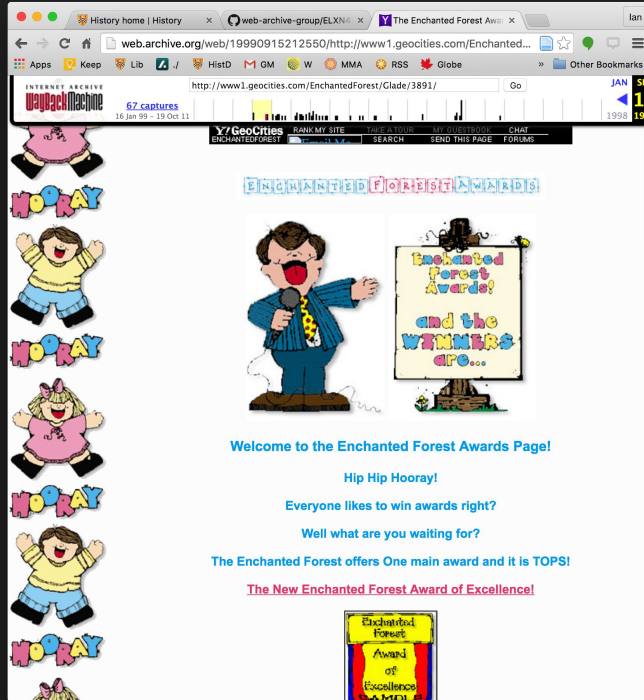 History home | History
web-archive-group/ELXN4
The Enchanted Forest Awar
Ian
web.archive.org/web/19990915212550/http://www1.geocities.com/Enchanted...
Apps Keep Lib ./ HistD GM W MMA RSS Globe » Other Bookmarks
INTERNET ARCHIVE
WayBackMachine
http://www1.geocities.com/EnchantedForest/Glade/3891/ Go
67 captures
16 Jan 99 - 19 Oct 11
JAN
1998
Y! GeoCities
ENCHANTEDFOREST
RANK MY SITE TAKE A TOUR MY GUESTBOOK CHAT
SEARCH SEND THIS PAGE FORUMS
HOORAY
HOORAY
HOORAY
HOORAY
HOORAY
ENCHANTED FOREST AWARDS
Enchanted
Forest
Awards!
and the
WINNERS
are...
Welcome to the Enchanted Forest Awards Page!
Hip Hip Hooray!
Everyone likes to win awards right?
Well what are you waiting for?
The Enchanted Forest offers One main award and it is TOPS!
The New Enchanted Forest Award of Excellence!
Enchanted
Forest
Award
of
Excellence
SAMPLE